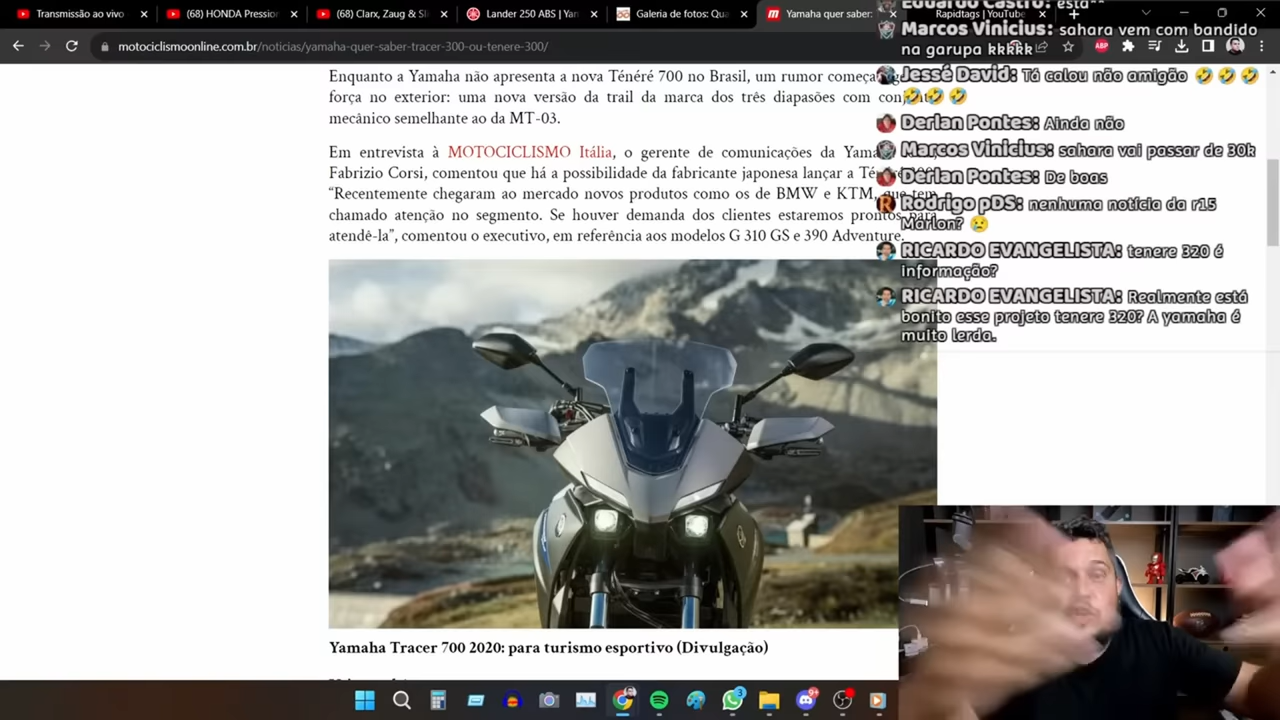 Transmissão ao vivo
(68) HONDA Pression
(68) Clarx, Zaug & Sl
Lander 250 ABS | Yam
Galeria de fotos: Qua
Yamaha quer saber:
Rapidtags | YouTube
motociclismoonline.com.br/noticias/yamaha-quer-saber-tracer-300-ou-tenere-300/
Eduardo Castro: esta^^
Marcos Vinicius: sahara vem com bandido
na garupa kkkkk
Jessé David: Tá calou não amigão 🤣 🤣 🤣
🤣 🤣 🤣
Derlan Pontes: Ainda não
Marcos Vinicius: sahara vai passar de 30k
Derlan Pontes: De boas
Rodrigo pDS: nenhuma notícia da r15
Marlon? 😢
RICARDO EVANGELISTA: tenere 320 é
informação?
RICARDO EVANGELISTA: Realmente está
bonito esse projeto tenere 320? A yamaha é
muito lerda.
Enquanto a Yamaha não apresenta a nova Ténéré 700 no Brasil, um rumor começa
força no exterior: uma nova versão da trail da marca dos três diapasões com
mecânico semelhante ao da MT-03.
Em entrevista à MOTOCICLISMO Itália, o gerente de comunicações da
Fabrizio Corsi, comentou que há a possibilidade da fabricante japonesa lançar a
“Recentemente chegaram ao mercado novos produtos como os de BMW e KTM, que tem
chamado atenção no segmento. Se houver demanda dos clientes estaremos prontos para
atendê-la”, comentou o executivo, em referência aos modelos G 310 GS e 390 Adventure.
Yamaha Tracer 700 2020: para turismo esportivo (Divulgação)